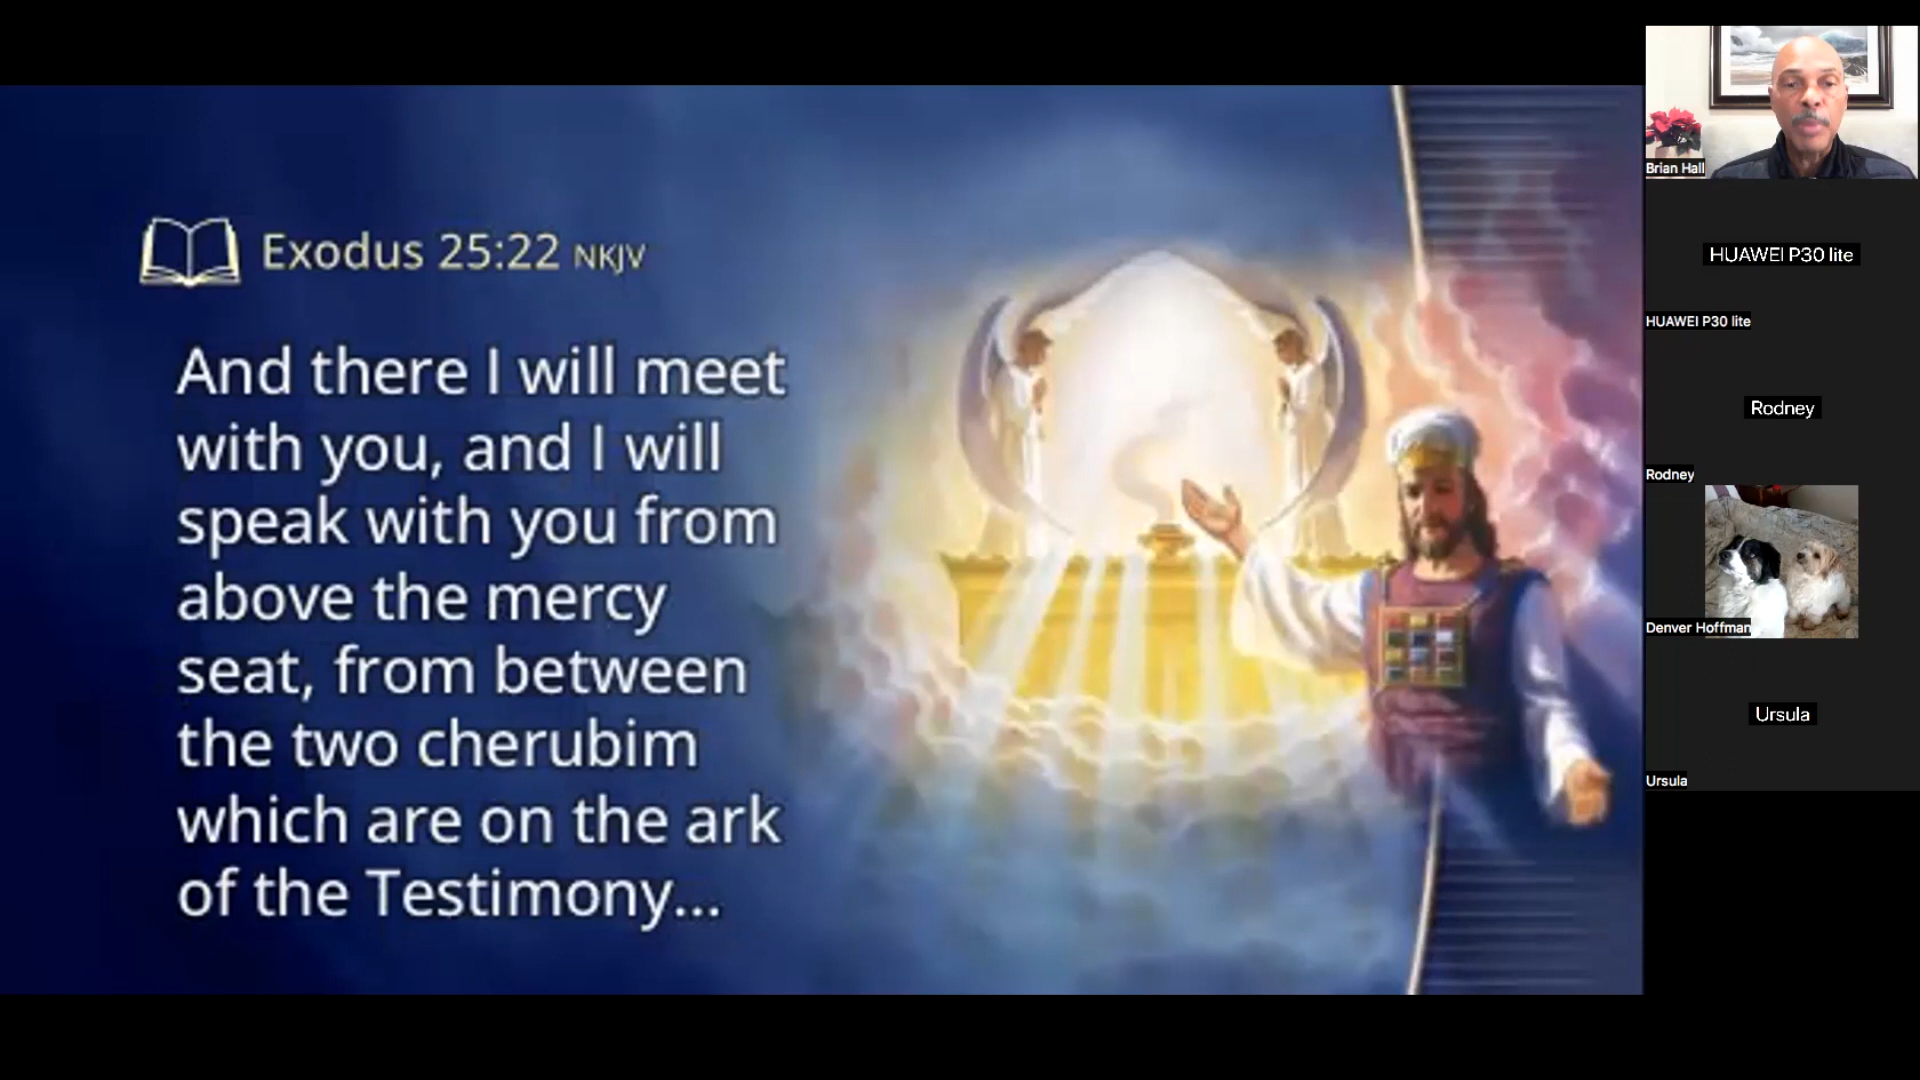 Exodus 25:22 NKJV
And there I will meet
with you, and I will
speak with you from
above the mercy
seat, from between
the two cherubim
which are on the ark
of the Testimony...
Brian Hall
HUAWEI P30 lite
HUAWEI P30 lite
Rodney
Rodney
Denver Hoffman
Ursula
Ursula